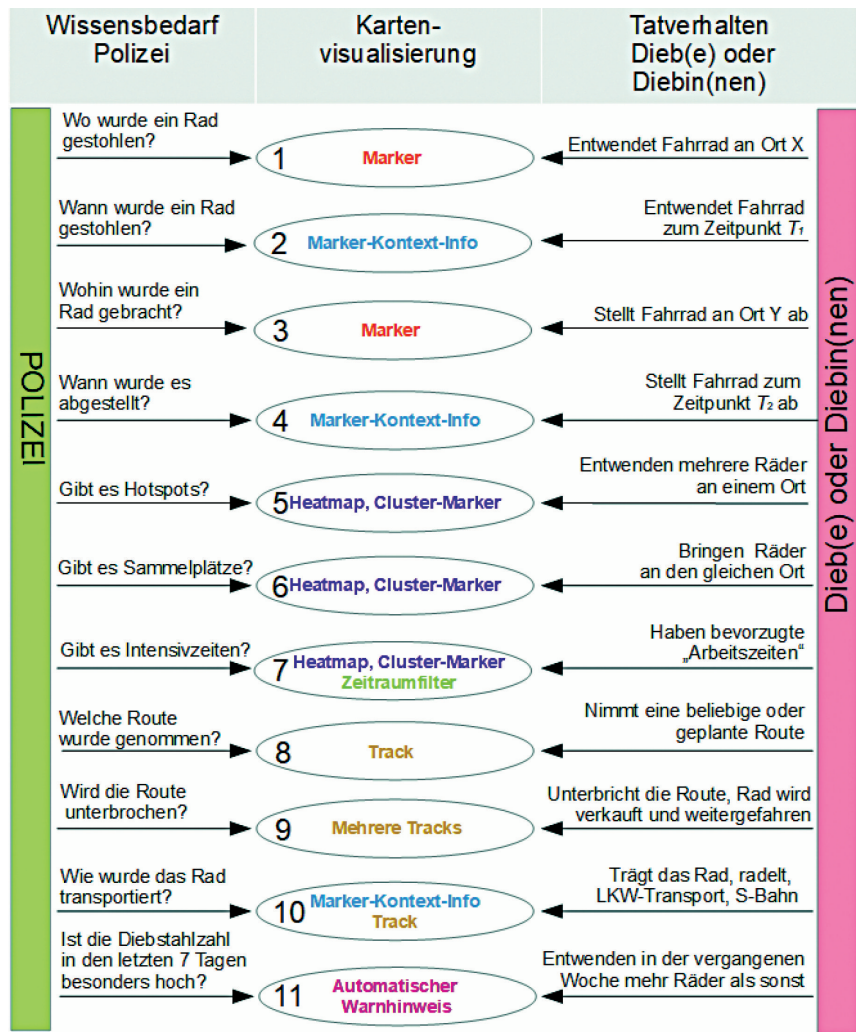 Wissensbedarf
Polizei
Karten-
visualisierung
Tatverhalten
Dieb(e) oder
Diebin(nen)
POLIZEI
Dieb(e) oder Diebin(nen)
Wo wurde ein Rad
gestohlen?
1 Marker
Entwendet Fahrrad an Ort X
Wann wurde ein Rad
gestohlen?
2 Marker-Kontext-Info
Entwendet Fahrrad
zum Zeitpunkt T₁
Wohin wurde ein
Rad gebracht?
3 Marker
Stellt Fahrrad an Ort Y ab
Wann wurde es
abgestellt?
4 Marker-Kontext-Info
Stellt Fahrrad zum
Zeitpunkt T₂ ab
Gibt es Hotspots?
5 Heatmap, Cluster-Marker
Entwenden mehrere Räder
an einem Ort
Gibt es Sammelplätze?
6 Heatmap, Cluster-Marker
Bringen Räder
an den gleichen Ort
Gibt es Intensivzeiten?
7 Heatmap, Cluster-Marker
Zeitraumfilter
Haben bevorzugte
„Arbeitszeiten“
Welche Route
wurde genommen?
8 Track
Nimmt eine beliebige oder
geplante Route
Wird die Route
unterbrochen?
9 Mehrere Tracks
Unterbricht die Route, Rad wird
verkauft und weitergefahren
Wie wurde das Rad
transportiert?
10 Marker-Kontext-Info
Track
Trägt das Rad, radelt,
LKW-Transport, S-Bahn
Ist die Diebstahlzahl
in den letzten 7 Tagen
besonders hoch?
11 Automatischer
Warnhinweis
Entwenden in der vergangenen
Woche mehr Räder als sonst